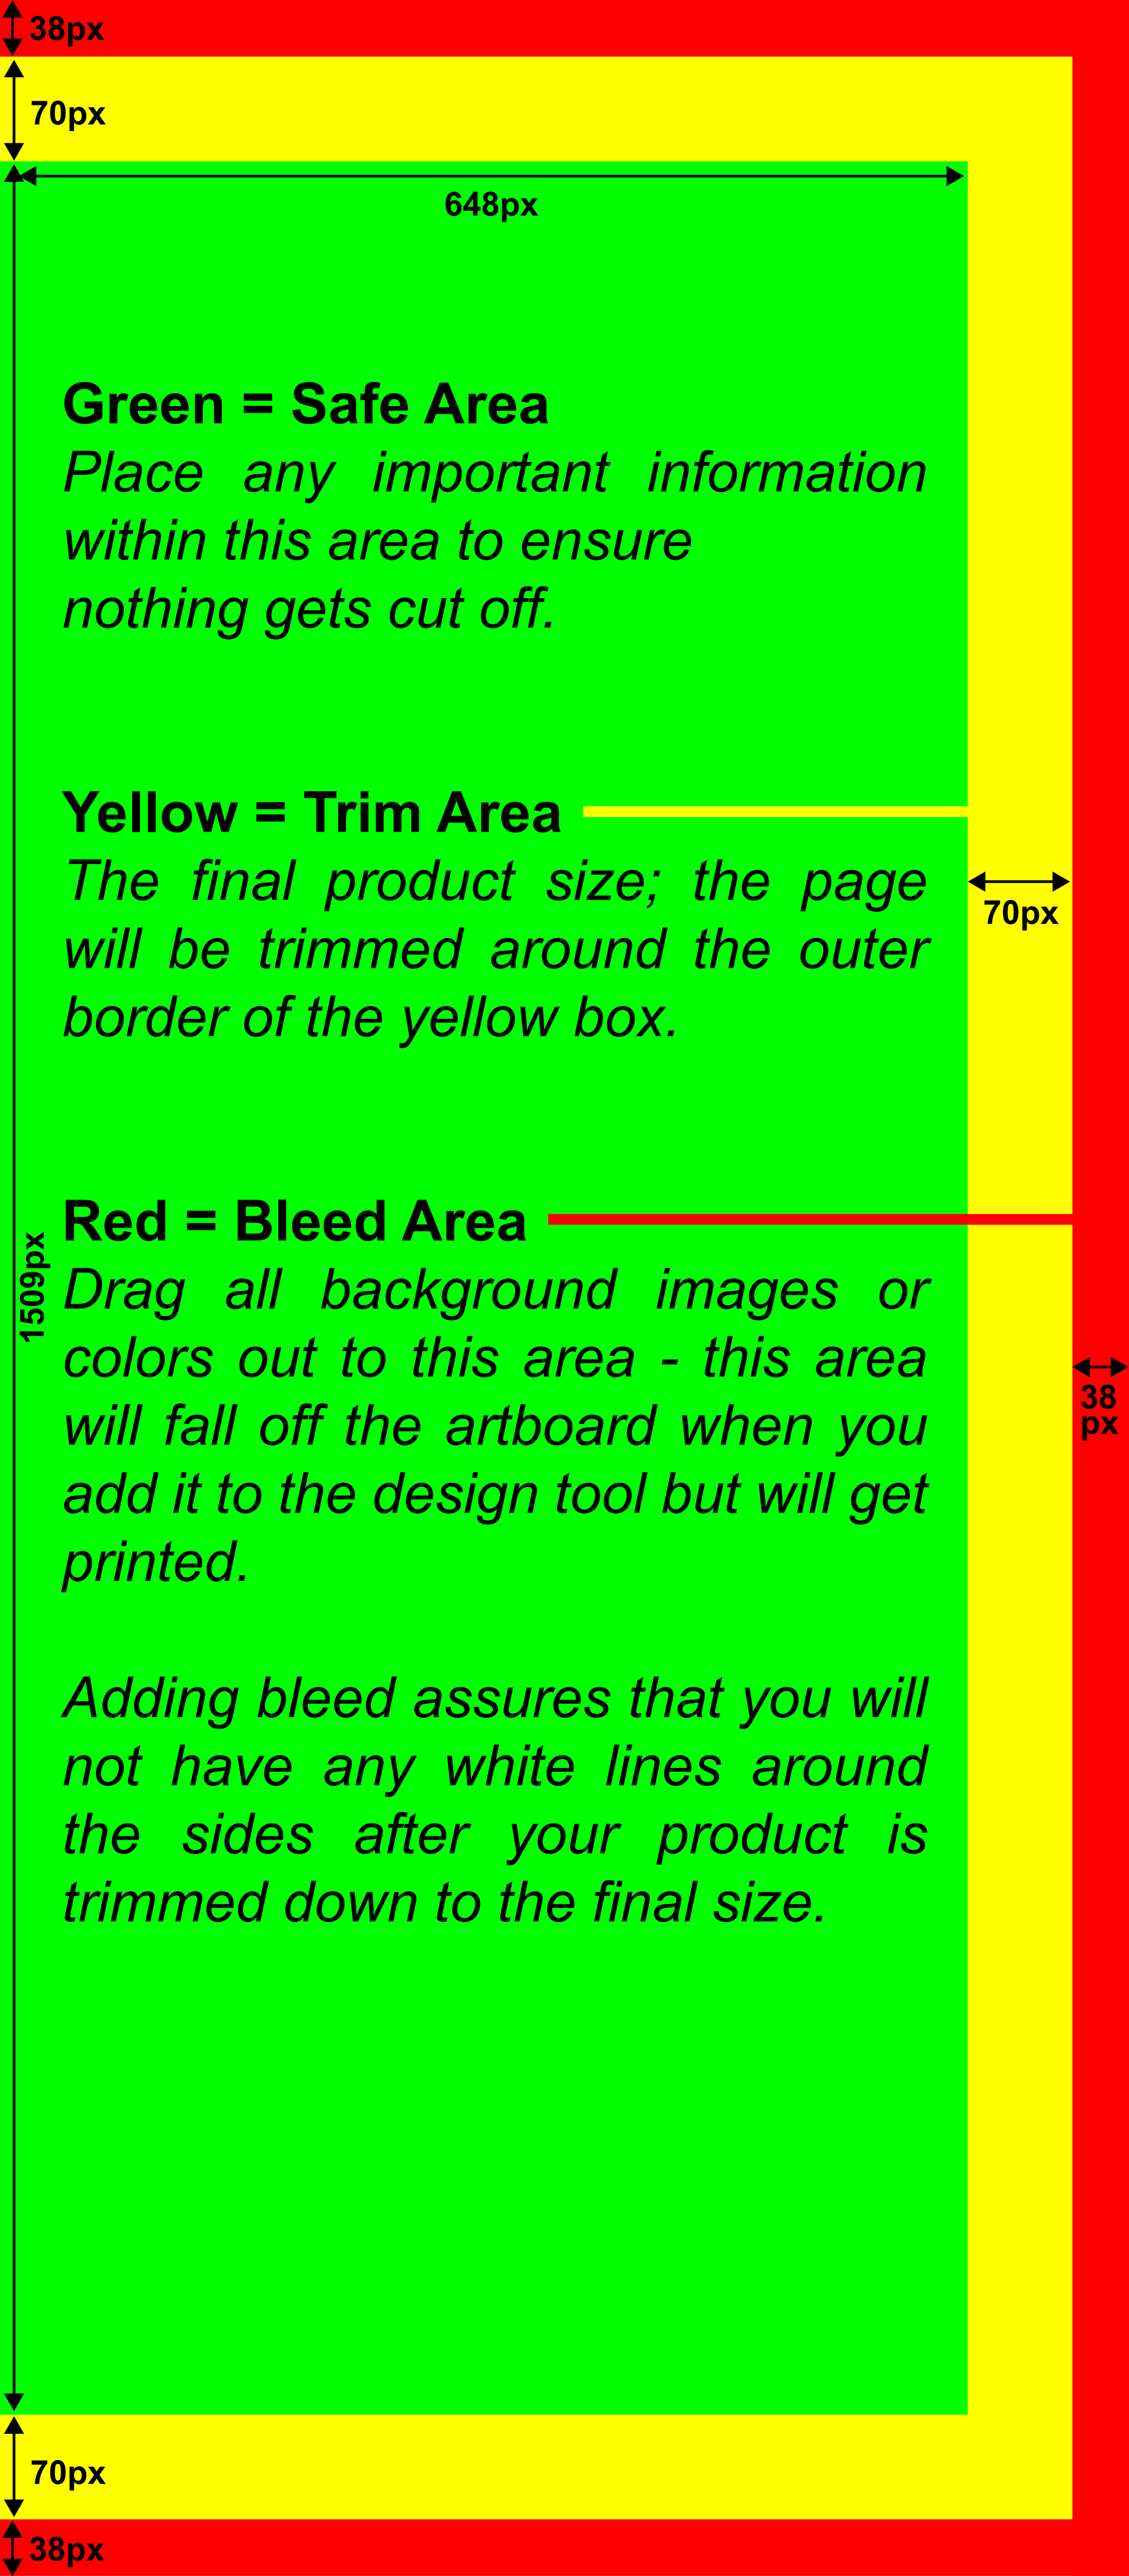 38px
70px
648px
Green = Safe Area
Place any important information
within this area to ensure
nothing gets cut off.
Yellow = Trim Area
The final product size; the page
will be trimmed around the outer
border of the yellow box.
70px
Red = Bleed Area
1509px
Drag all background images or
colors out to this area - this area
will fall off the artboard when you
add it to the design tool but will get
printed.
38
px
Adding bleed assures that you will
not have any white lines around
the sides after your product is
trimmed down to the final size.
70px
38px